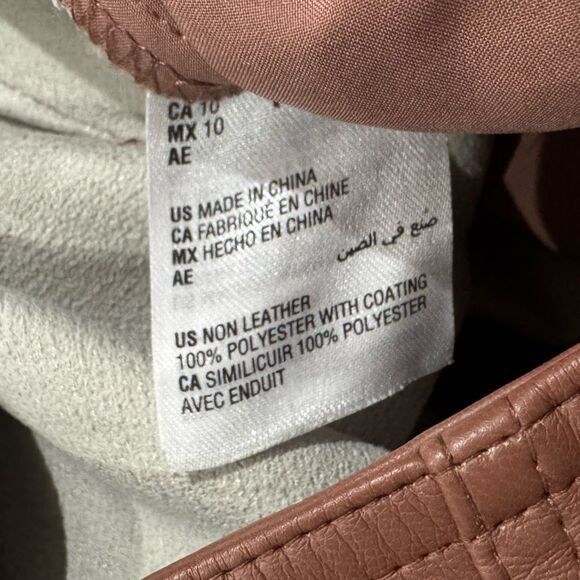 CA 10
MX 10
AE
US MADE IN CHINA
CA FABRIQUÉ EN CHINE
MX HECHO EN CHINA
AE صُنع في الصين
US NON LEATHER
100% POLYESTER WITH COATING
CA SIMILICUIR 100% POLYESTER
AVEC ENDUIT